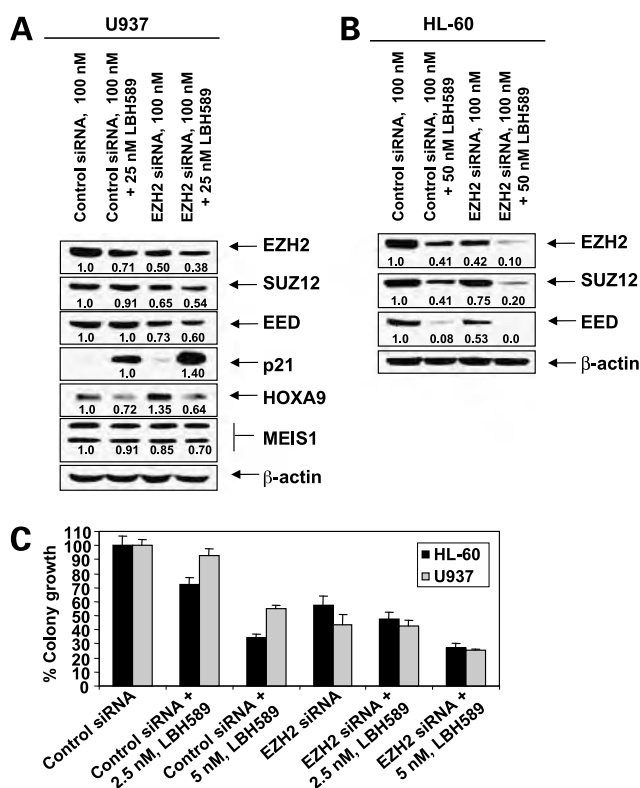 A
U937
Control siRNA, 100 nM
Control siRNA, 100 nM
+ 25 nM LBH589
EZH2 siRNA, 100 nM
EZH2 siRNA, 100 nM
+ 25 nM LBH589
EZH2
1.0 0.71 0.50 0.38
SUZ12
1.0 0.91 0.65 0.54
EED
1.0 1.0 0.73 0.60
p21
1.0 1.40
HOXA9
1.0 0.72 1.35 0.64
MEIS1
1.0 0.91 0.85 0.70
β-actin
B
HL-60
Control siRNA, 100 nM
Control siRNA, 100 nM
+ 50 nM LBH589
EZH2 siRNA, 100 nM
EZH2 siRNA, 100 nM
+ 50 nM LBH589
EZH2
1.0 0.41 0.42 0.10
SUZ12
1.0 0.41 0.75 0.20
EED
1.0 0.08 0.53 0.0
β-actin
C
% Colony growth
110
100
90
80
70
60
50
40
30
20
10
0
HL-60
U937
Control siRNA
Control siRNA +
2.5 nM, LBH589
Control siRNA +
5 nM, LBH589
EZH2 siRNA
EZH2 siRNA +
2.5 nM, LBH589
EZH2 siRNA +
5 nM, LBH589